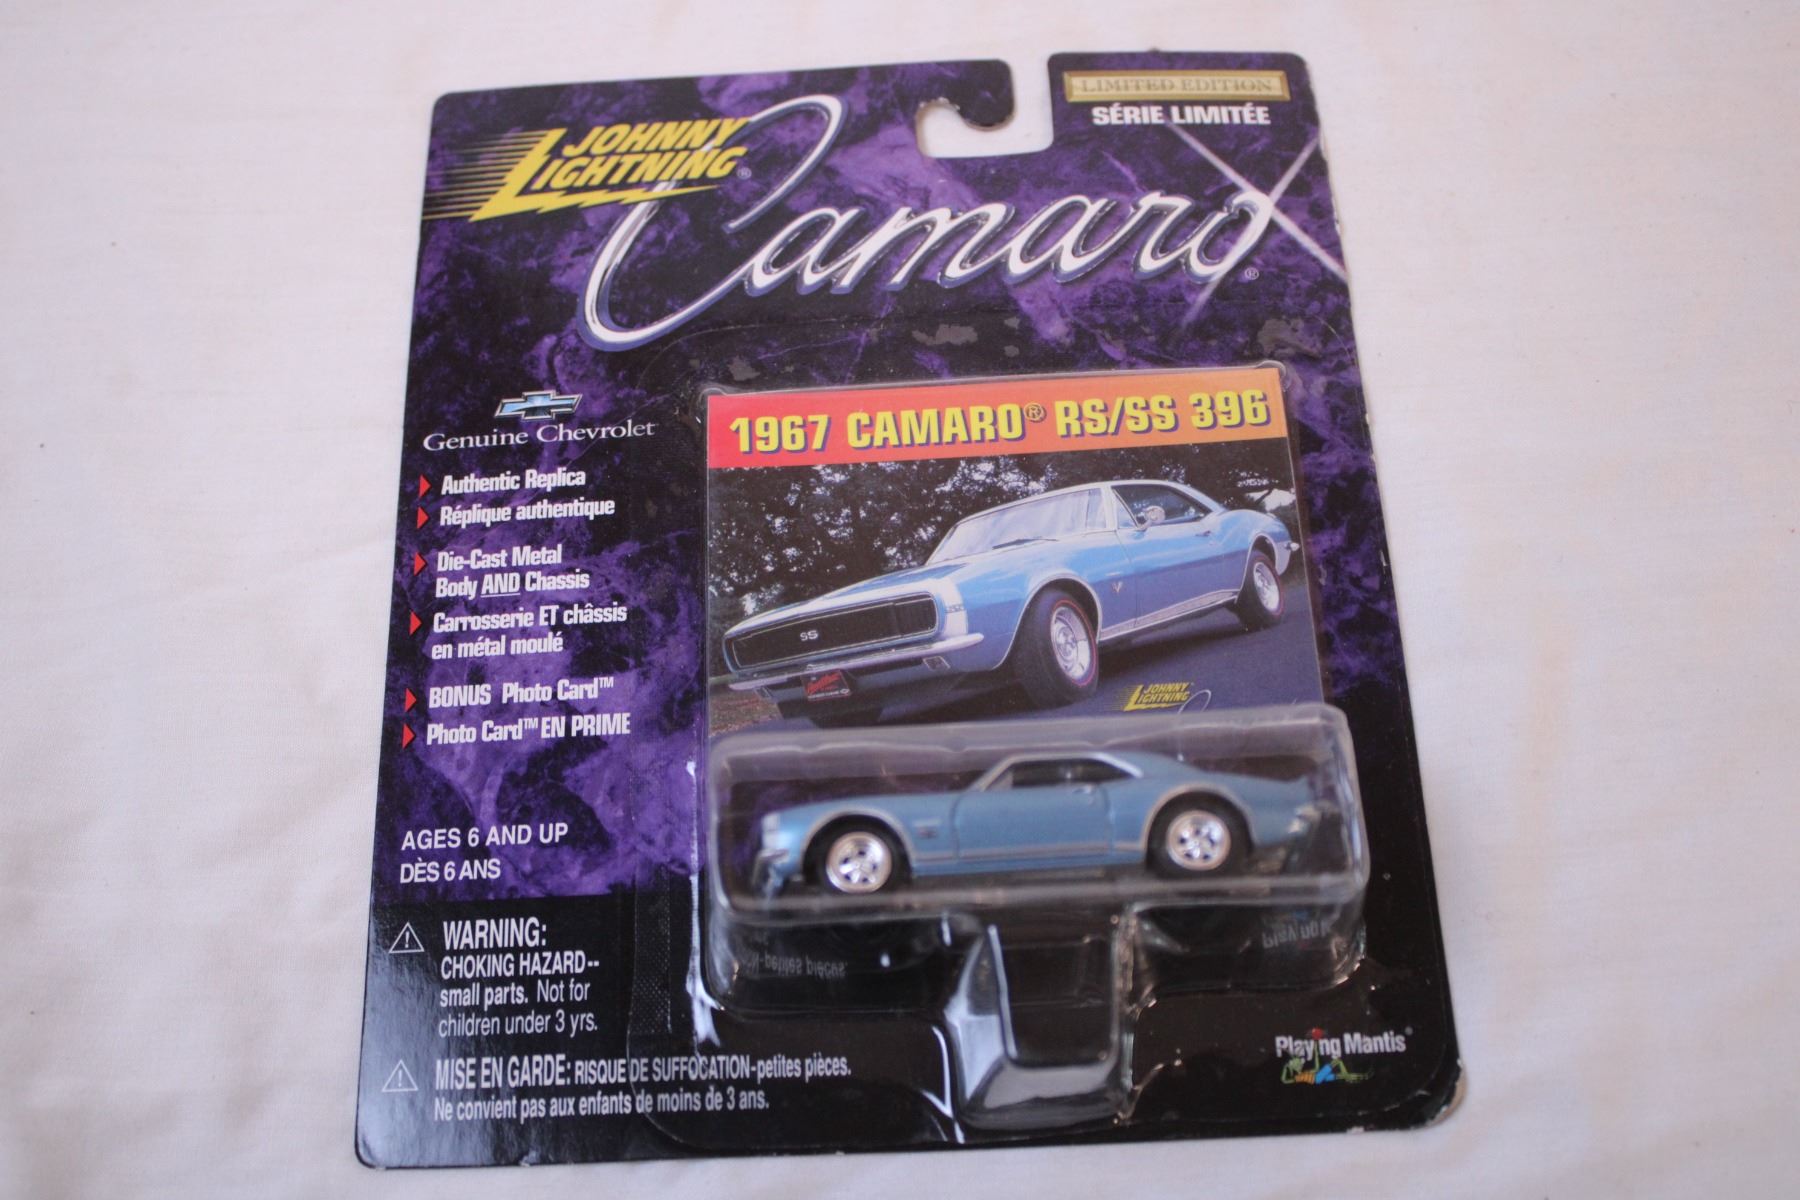 JOHNNY
LIGHTNING®
Camaro®
LIMITED EDITION
SÉRIE LIMITÉE
Genuine Chevrolet
Authentic Replica
Réplique authentique
Die-Cast Metal
Body AND Chassis
Carrosserie ET châssis
en métal moulé
BONUS Photo Card™
Photo Card™ EN PRIME
AGES 6 AND UP
DÈS 6 ANS
1967 CAMARO® RS/SS 396
SS
JOHNNY
LIGHTNING
WARNING:
CHOKING HAZARD--
small parts. Not for
children under 3 yrs.
MISE EN GARDE: RISQUE DE SUFFOCATION-petites pièces.
Ne convient pas aux enfants de moins de 3 ans.
Playing Mantis®